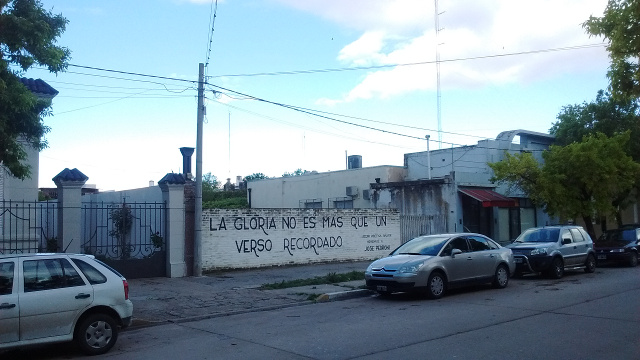 LA GLORIA NO ES MAS QUE UN
VERSO RECORDADO
JOSE PEDRONI